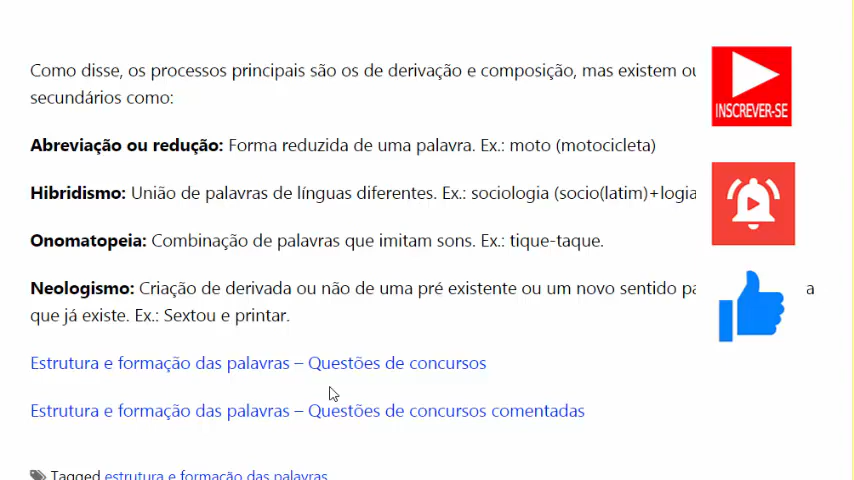 Como disse, os processos principais são os de derivação e composição, mas existem ou
secundários como:
Abreviação ou redução: Forma reduzida de uma palavra. Ex.: moto (motocicleta)
Hibridismo: União de palavras de línguas diferentes. Ex.: sociologia (socio(latim)+logia
Onomatopeia: Combinação de palavras que imitam sons. Ex.: tique-taque.
Neologismo: Criação de derivada ou não de uma pré existente ou um novo sentido pa a
que já existe. Ex.: Sextou e printar.
Estrutura e formação das palavras – Questões de concursos
Estrutura e formação das palavras – Questões de concursos comentadas
Tagged estrutura e formação das palavras
INSCREVER-SE